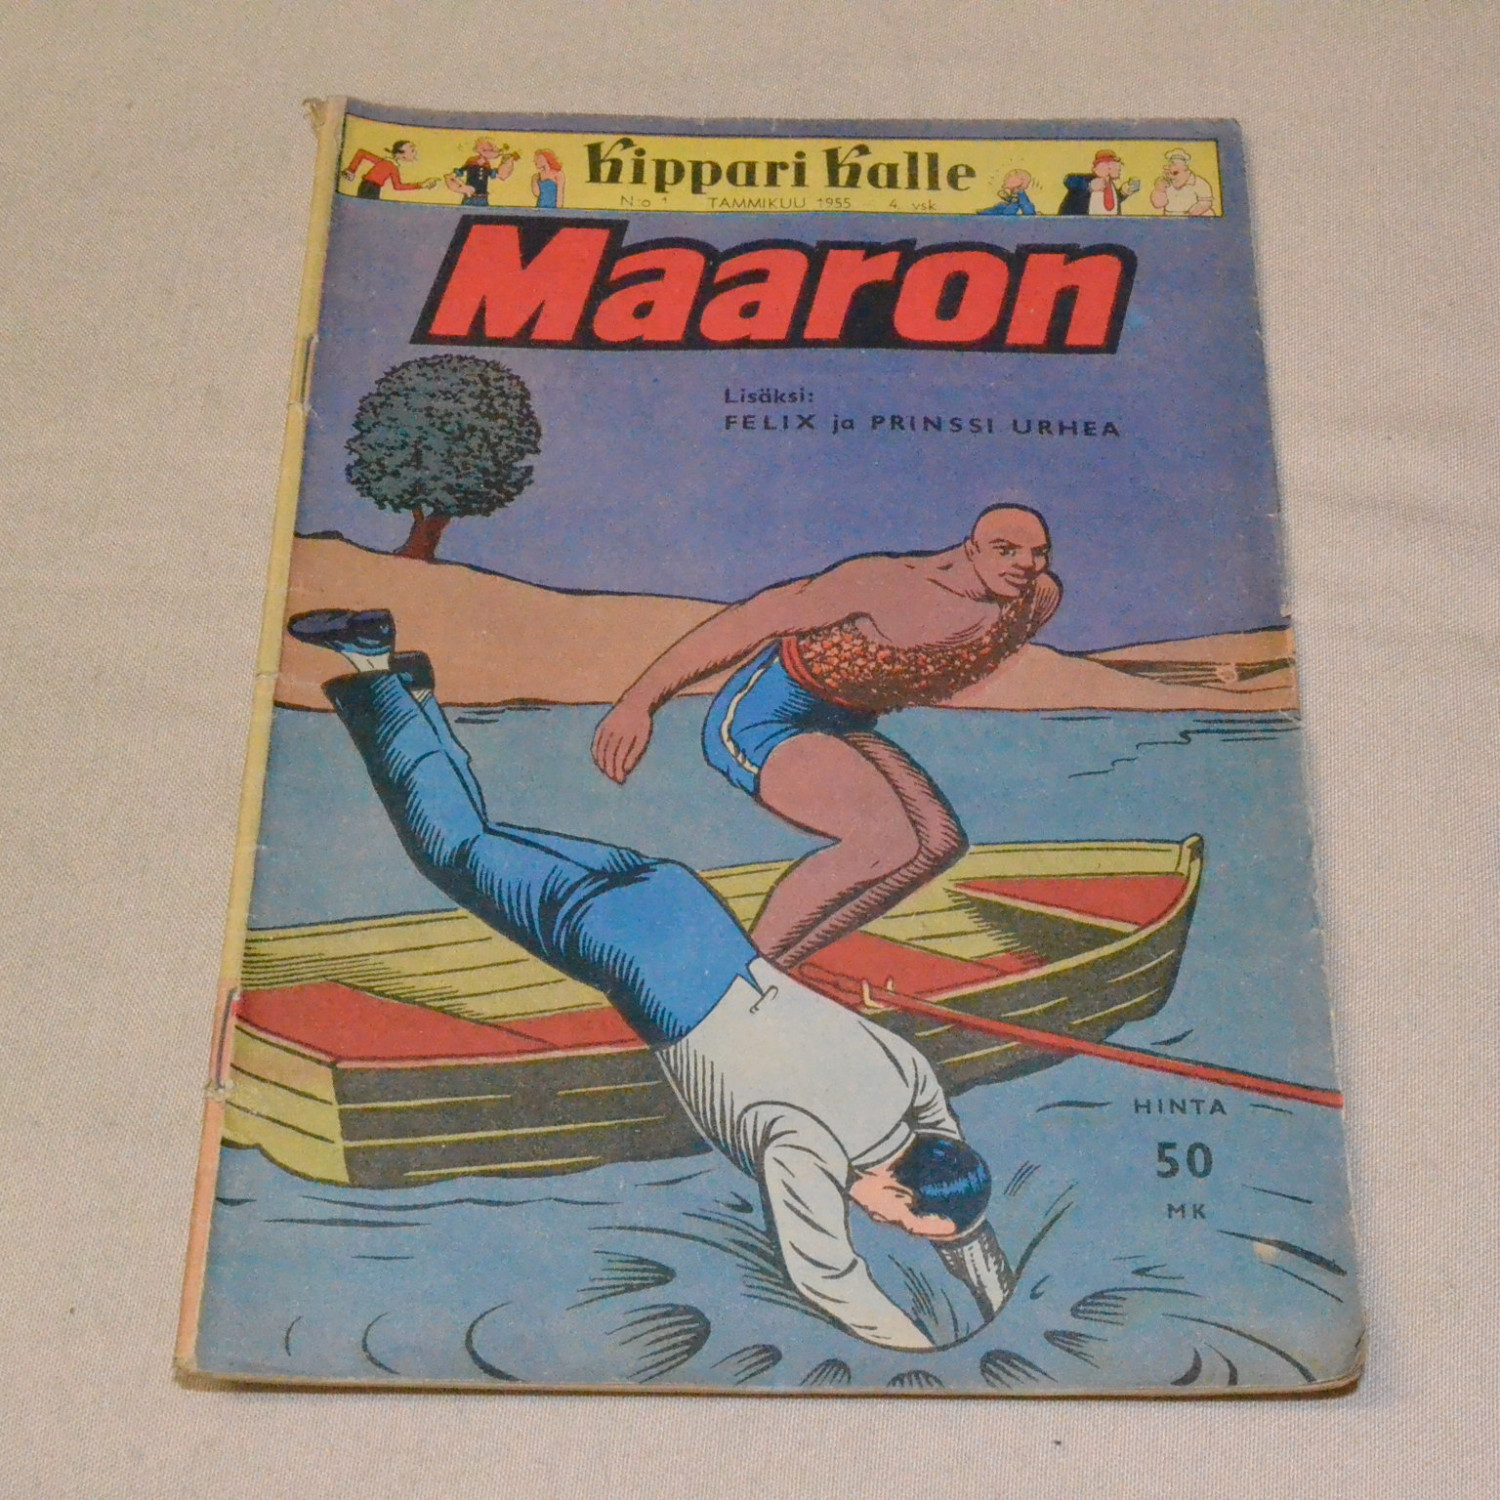 Kippari Kalle
N:o 1 TAMMIKUU 1955 4. vsk.
Maaron
Lisäksi:
FELIX ja PRINSSI URHEA
HINTA
50
MK